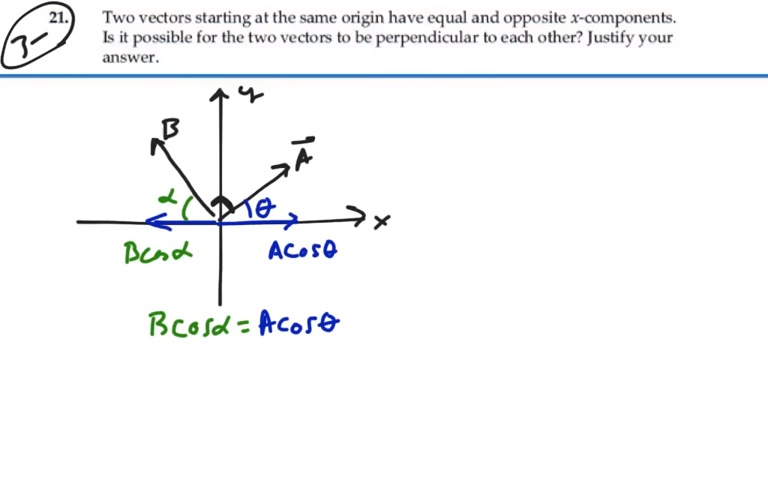 3- 21. Two vectors starting at the same origin have equal and opposite x-components.
Is it possible for the two vectors to be perpendicular to each other? Justify your
answer.
y
B
A
α
θ
x
Bcosα
ACosθ
Bcosα = Acosθ